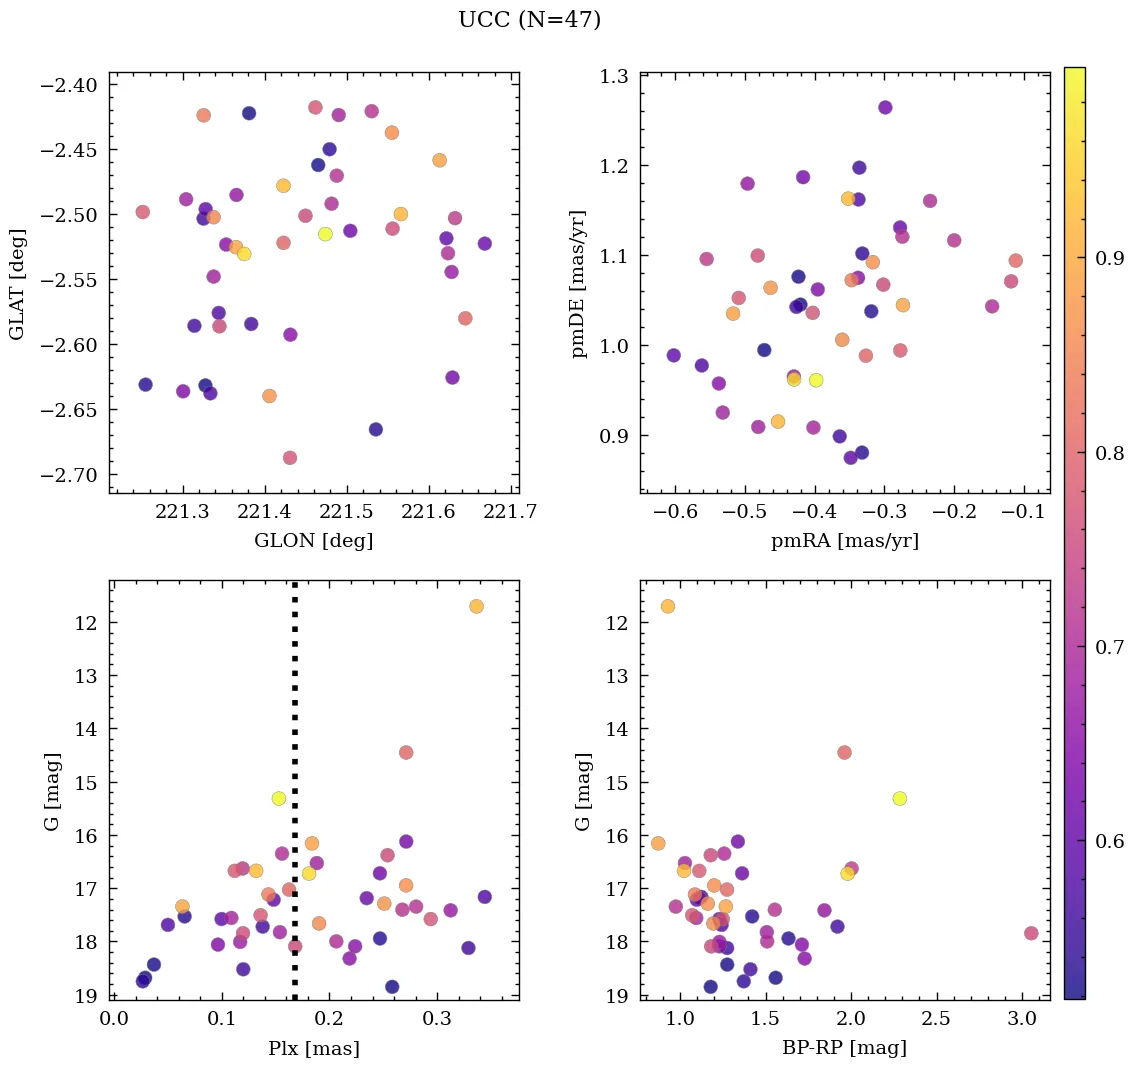 UCC (N=47)
−2.40
−2.45
−2.50
−2.55
−2.60
−2.65
−2.70
GLAT [deg]
221.3 221.4 221.5 221.6 221.7
GLON [deg]
1.3
1.2
1.1
1.0
0.9
pmDE [mas/yr]
−0.6 −0.5 −0.4 −0.3 −0.2 −0.1
pmRA [mas/yr]
0.9
0.8
0.7
0.6
12
13
14
15
16
17
18
19
G [mag]
0.0 0.1 0.2 0.3
Plx [mas]
12
13
14
15
16
17
18
19
G [mag]
1.0 1.5 2.0 2.5 3.0
BP-RP [mag]